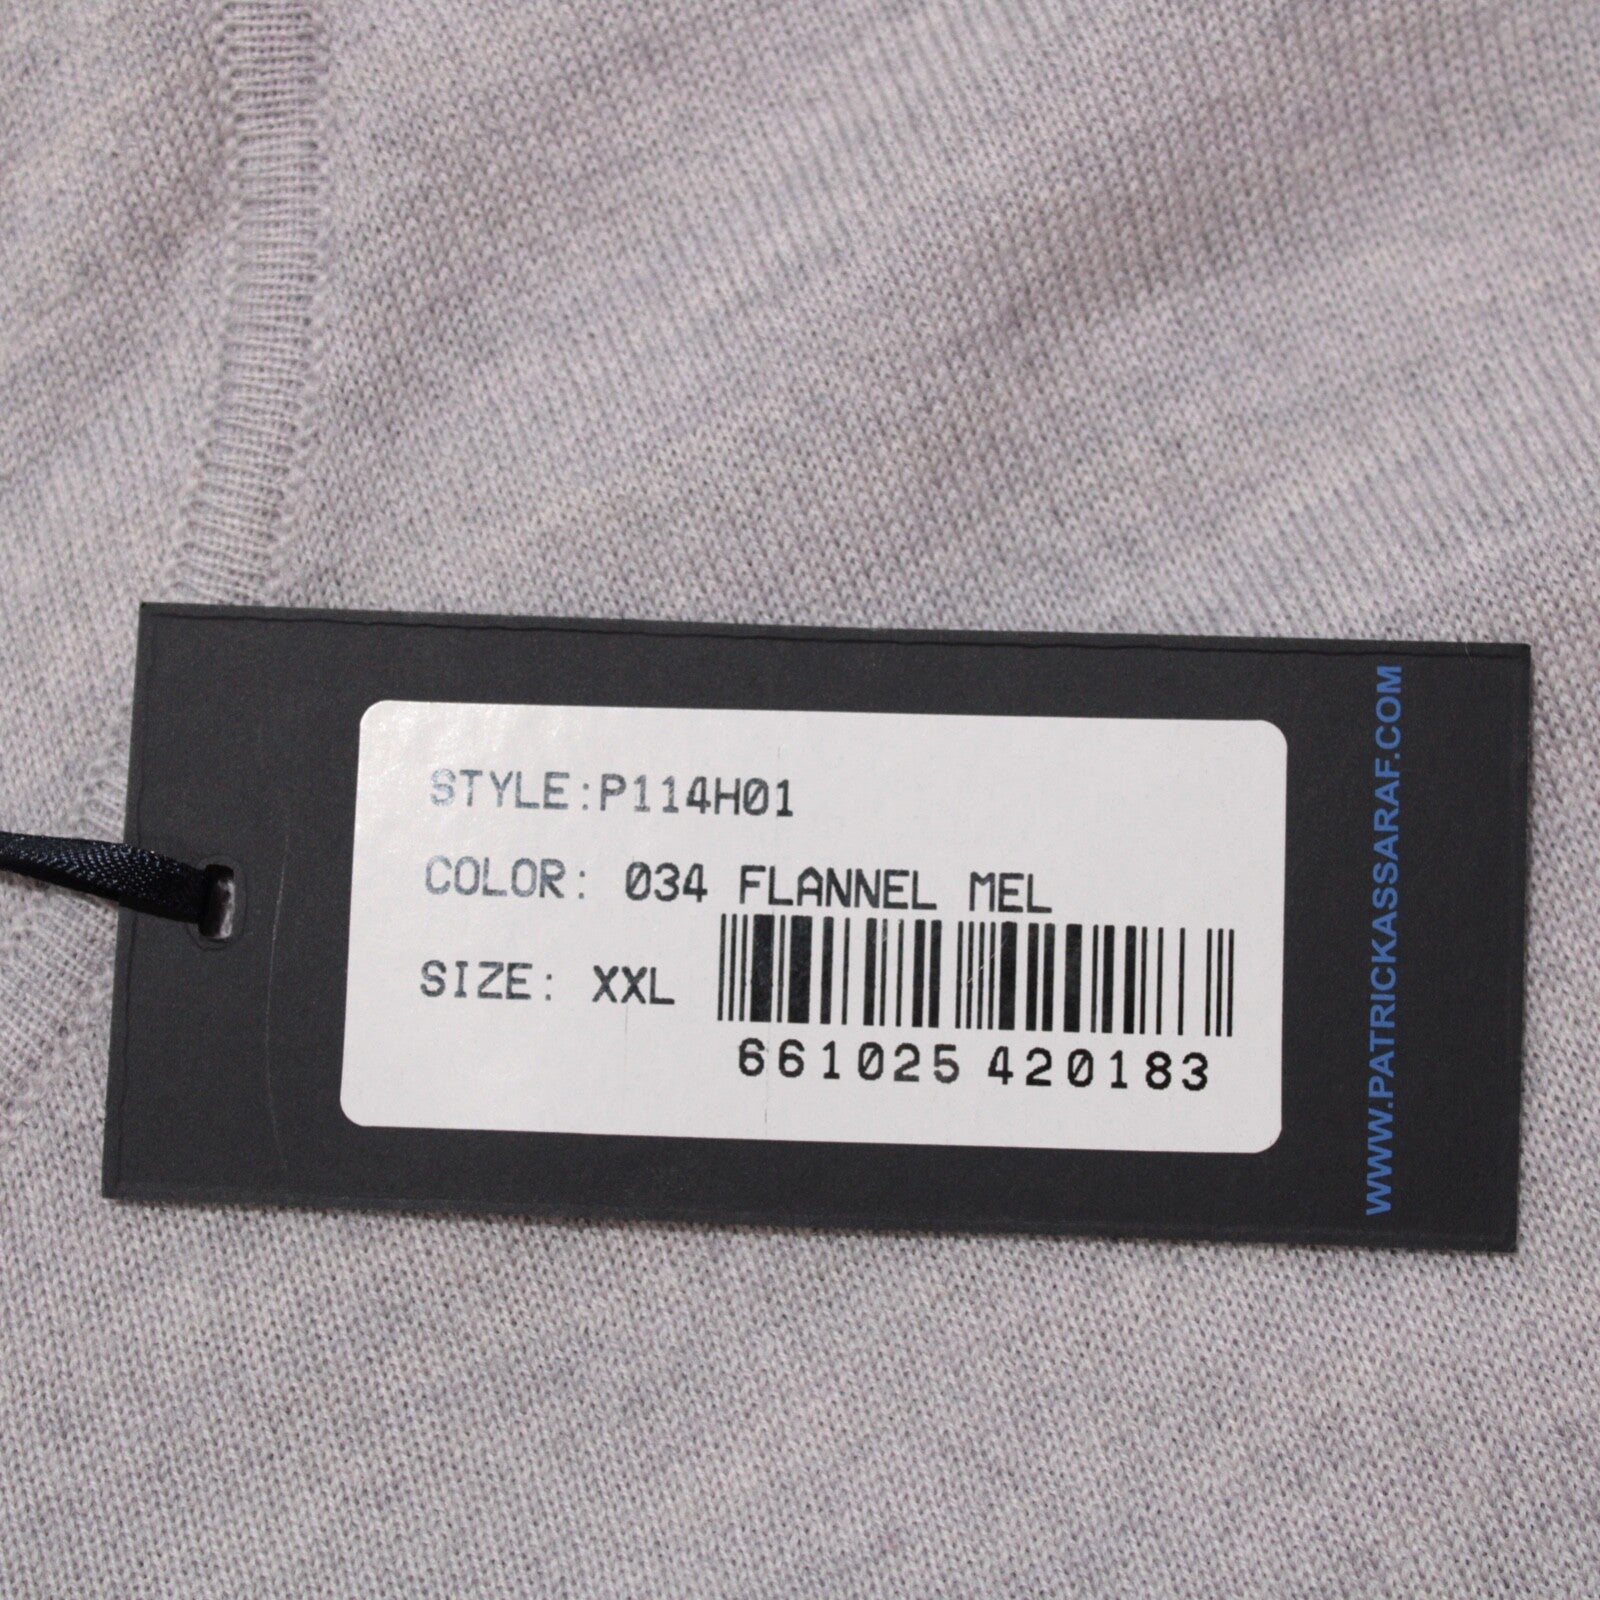 STYLE:P114H01
COLOR: 034 FLANNEL MEL
SIZE: XXL
661025 420183
WWW.PATRICKASSARAF.COM